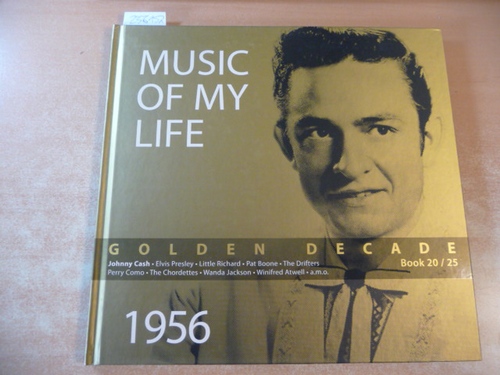 MUSIC
OF MY
LIFE
GOLDEN DECADE
Johnny Cash • Elvis Presley • Little Richard • Pat Boone • The Drifters
Book 20 / 25
Perry Como • The Chordettes • Wanda Jackson • Winifred Atwell • a.m.o.
1956